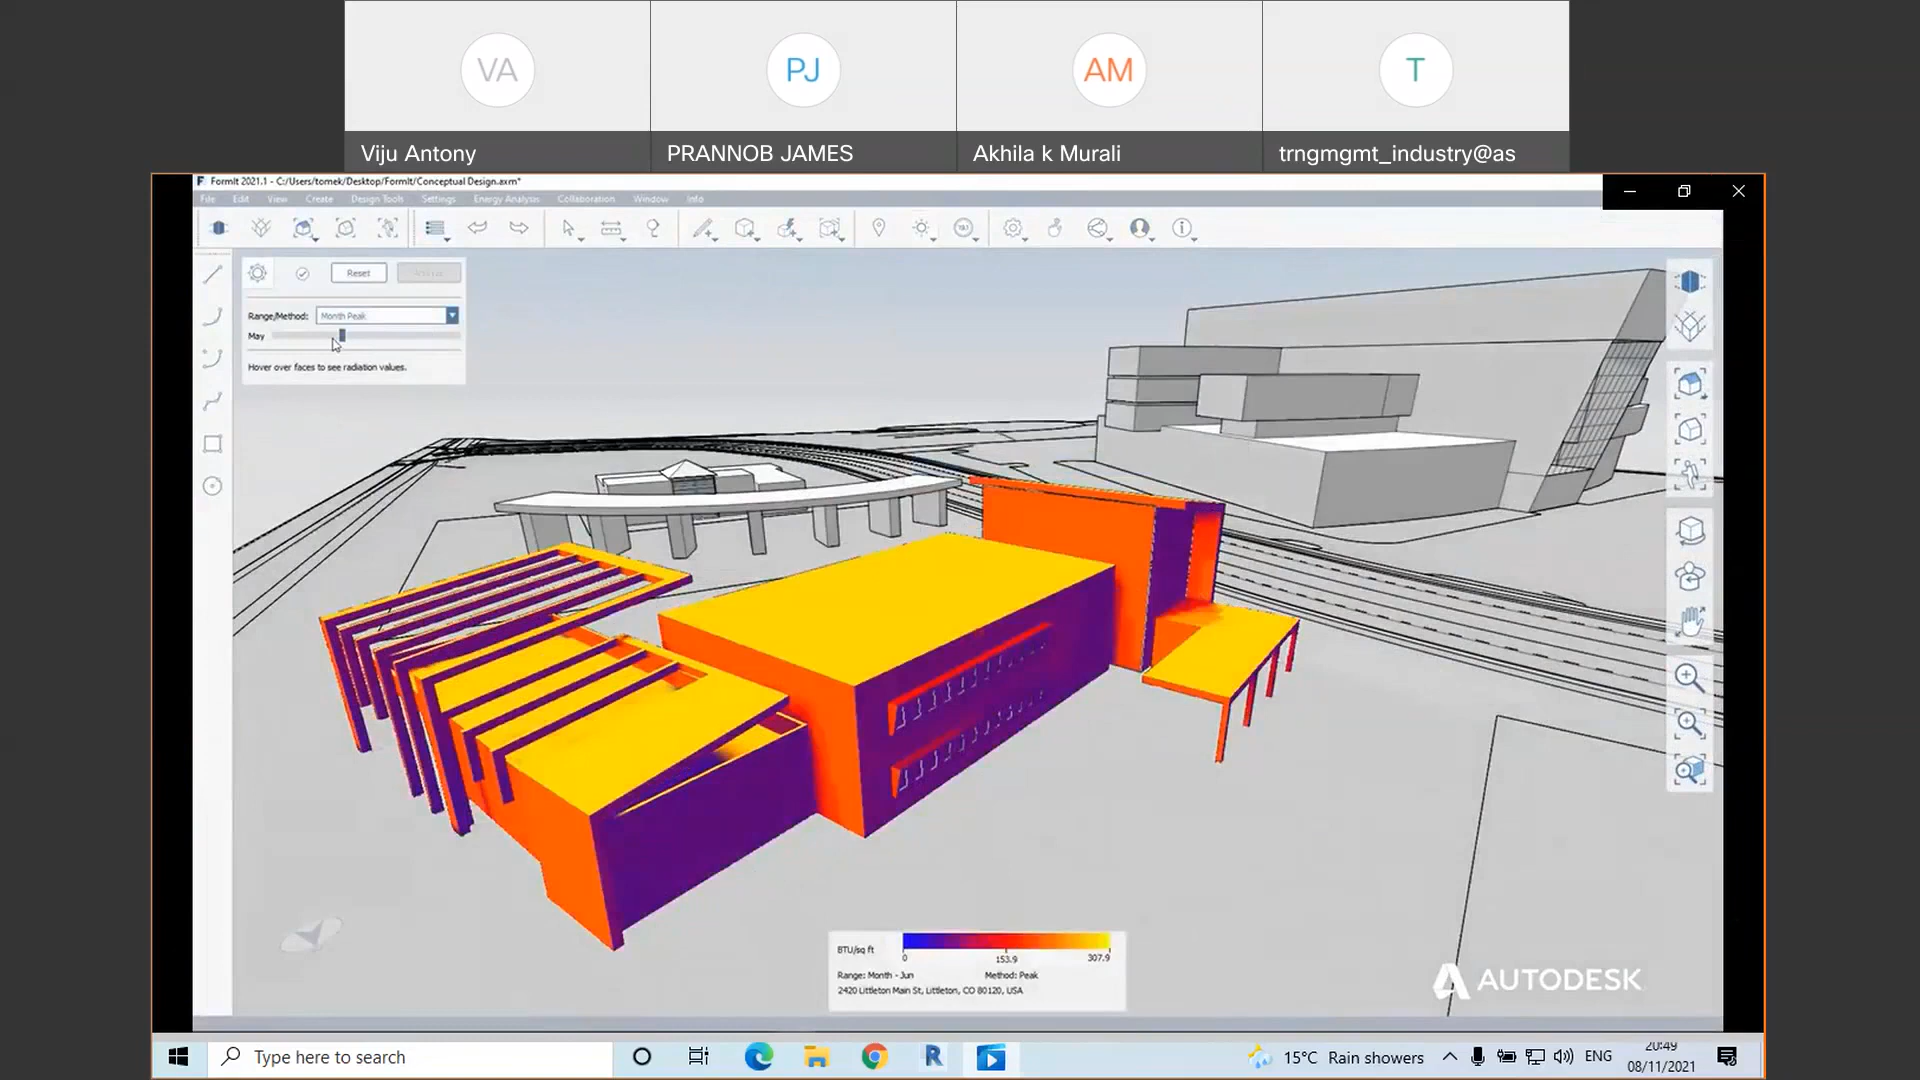 VA
PJ
AM
T
Viju Antony
PRANNOB JAMES
Akhila k Murali
trngmgmt_industry@as
F FormIt 2021.1 - C:/Users/tomek/Desktop/FormIt/Conceptual Design.axm*
File Edit View Create Design Tools Settings Energy Analysis Collaboration Window Info
Reset
Range/Method: Month Peak
May
Hover over faces to see radiation values.
BTU/sq ft
0 153.9 307.9
Range: Month - Jun Method: Peak
2420 Littleton Main St, Littleton, CO 80120, USA
AUTODESK
Type here to search
R
15°C Rain showers
ENG
20:49
08/11/2021